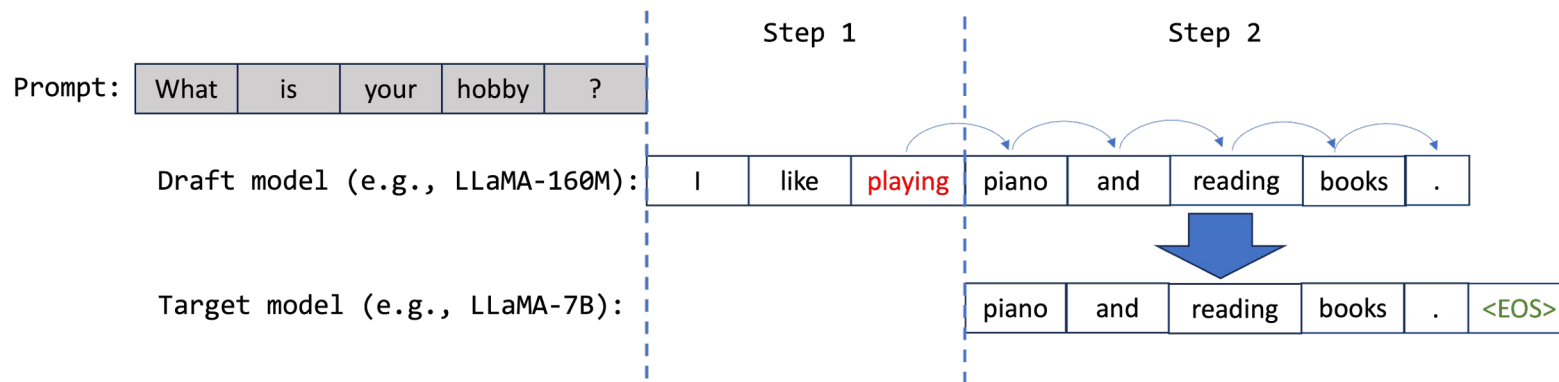 Step 1 Step 2
Prompt: What is your hobby ?
Draft model (e.g., LLaMA-160M): I like playing piano and reading books .
Target model (e.g., LLaMA-7B): piano and reading books . <EOS>